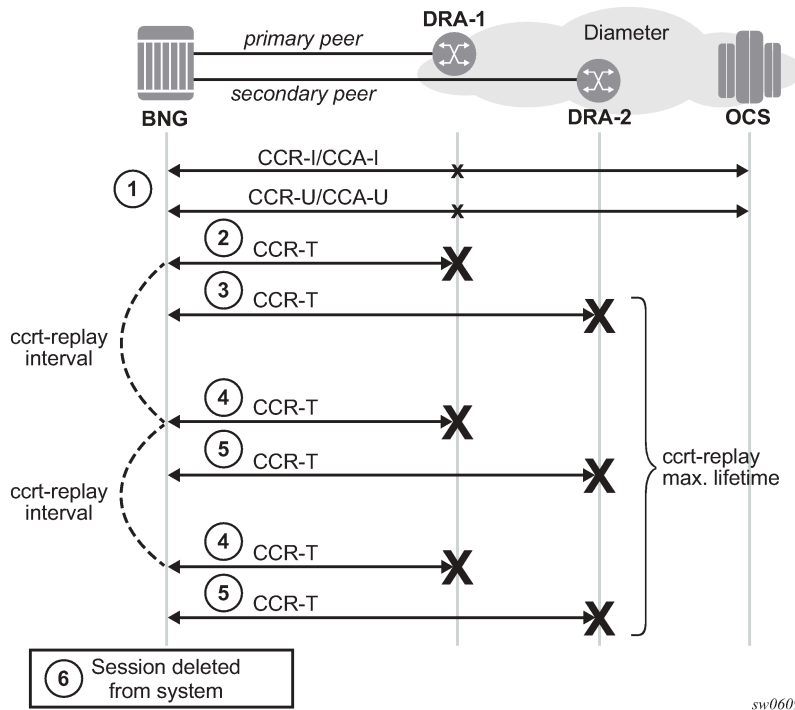 DRA-1
primary peer
Diameter
secondary peer
BNG
DRA-2
OCS
CCR-I/CCA-I
1
CCR-U/CCA-U
2
CCR-T
3
CCR-T
ccrt-replay
interval
4
CCR-T
5
CCR-T
ccrt-replay
max. lifetime
ccrt-replay
interval
4
CCR-T
5
CCR-T
6
Session deleted
from system